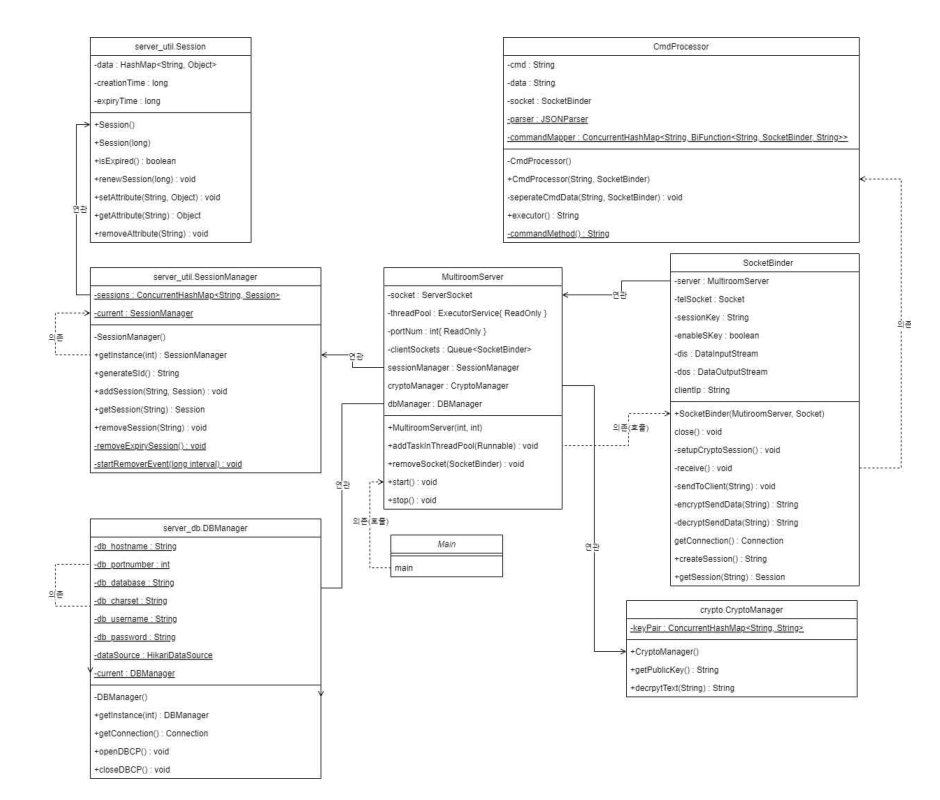 server_util.Session
-data : HashMap<String, Object>
-creationTime : long
-expiryTime : long
+Session()
+Session(long)
+isExpired() : boolean
+renewSession(long) : void
+setAttribute(String, Object) : void
+getAttribute(String) : Object
+removeAttribute(String) : void
연관
CmdProcessor
-cmd : String
-data : String
-socket : SocketBinder
-parser : JSONParser
-commandMapper : ConcurrentHashMap<String, BiFunction<String, SocketBinder, String>>
-CmdProcessor()
+CmdProcessor(String, SocketBinder)
-seperateCmdData(String, SocketBinder) : void
+executor() : String
-commandMethod() : String
server_util.SessionManager
-sessions : ConcurrentHashMap<String, Session>
-current : SessionManager
-SessionManager()
+getInstance(int) : SessionManager
+generateSId() : String
+addSession(String, Session) : void
+getSession(String) : Session
+removeSession(String) : void
-removeExpirySession() : void
-startRemoverEvent(long interval) : void
의존
연관
MultiroomServer
-socket : ServerSocket
-threadPool : ExecutorService{ ReadOnly }
-portNum : int{ ReadOnly }
-clientSockets : Queue<SocketBinder>
sessionManager : SessionManager
cryptoManager : CryptoManager
dbManager : DBManager
+MultiroomServer(int, int)
+addTaskInThreadPool(Runnable) : void
+removeSocket(SocketBinder) : void
+start() : void
+stop() : void
연관
의존(호출)
SocketBinder
-server : MultiroomServer
-telSocket : Socket
-sessionKey : String
-enableSKey : boolean
-dis : DataInputStream
-dos : DataOutputStream
clientIp : String
+SocketBinder(MutiroomServer, Socket)
close() : void
-setupCryptoSession() : void
-receive() : void
-sendToClient(String) : void
-encryptSendData(String) : String
-decryptSendData(String) : String
getConnection() : Connection
+createSession() : String
+getSession(String) : Session
의존
연관
의존(호출)
Main
main
연관
server_db.DBManager
-db_hostname : String
-db_portnumber : int
-db_database : String
-db_charset : String
-db_username : String
-db_password : String
-dataSource : HikariDataSource
-current : DBManager
-DBManager()
+getInstance(int) : DBManager
+getConnection() : Connection
+openDBCP() : void
+closeDBCP() : void
의존
crypto.CryptoManager
-keyPair : ConcurrentHashMap<String, String>
+CryptoManager()
+getPublicKey() : String
+decrpytText(String) : String